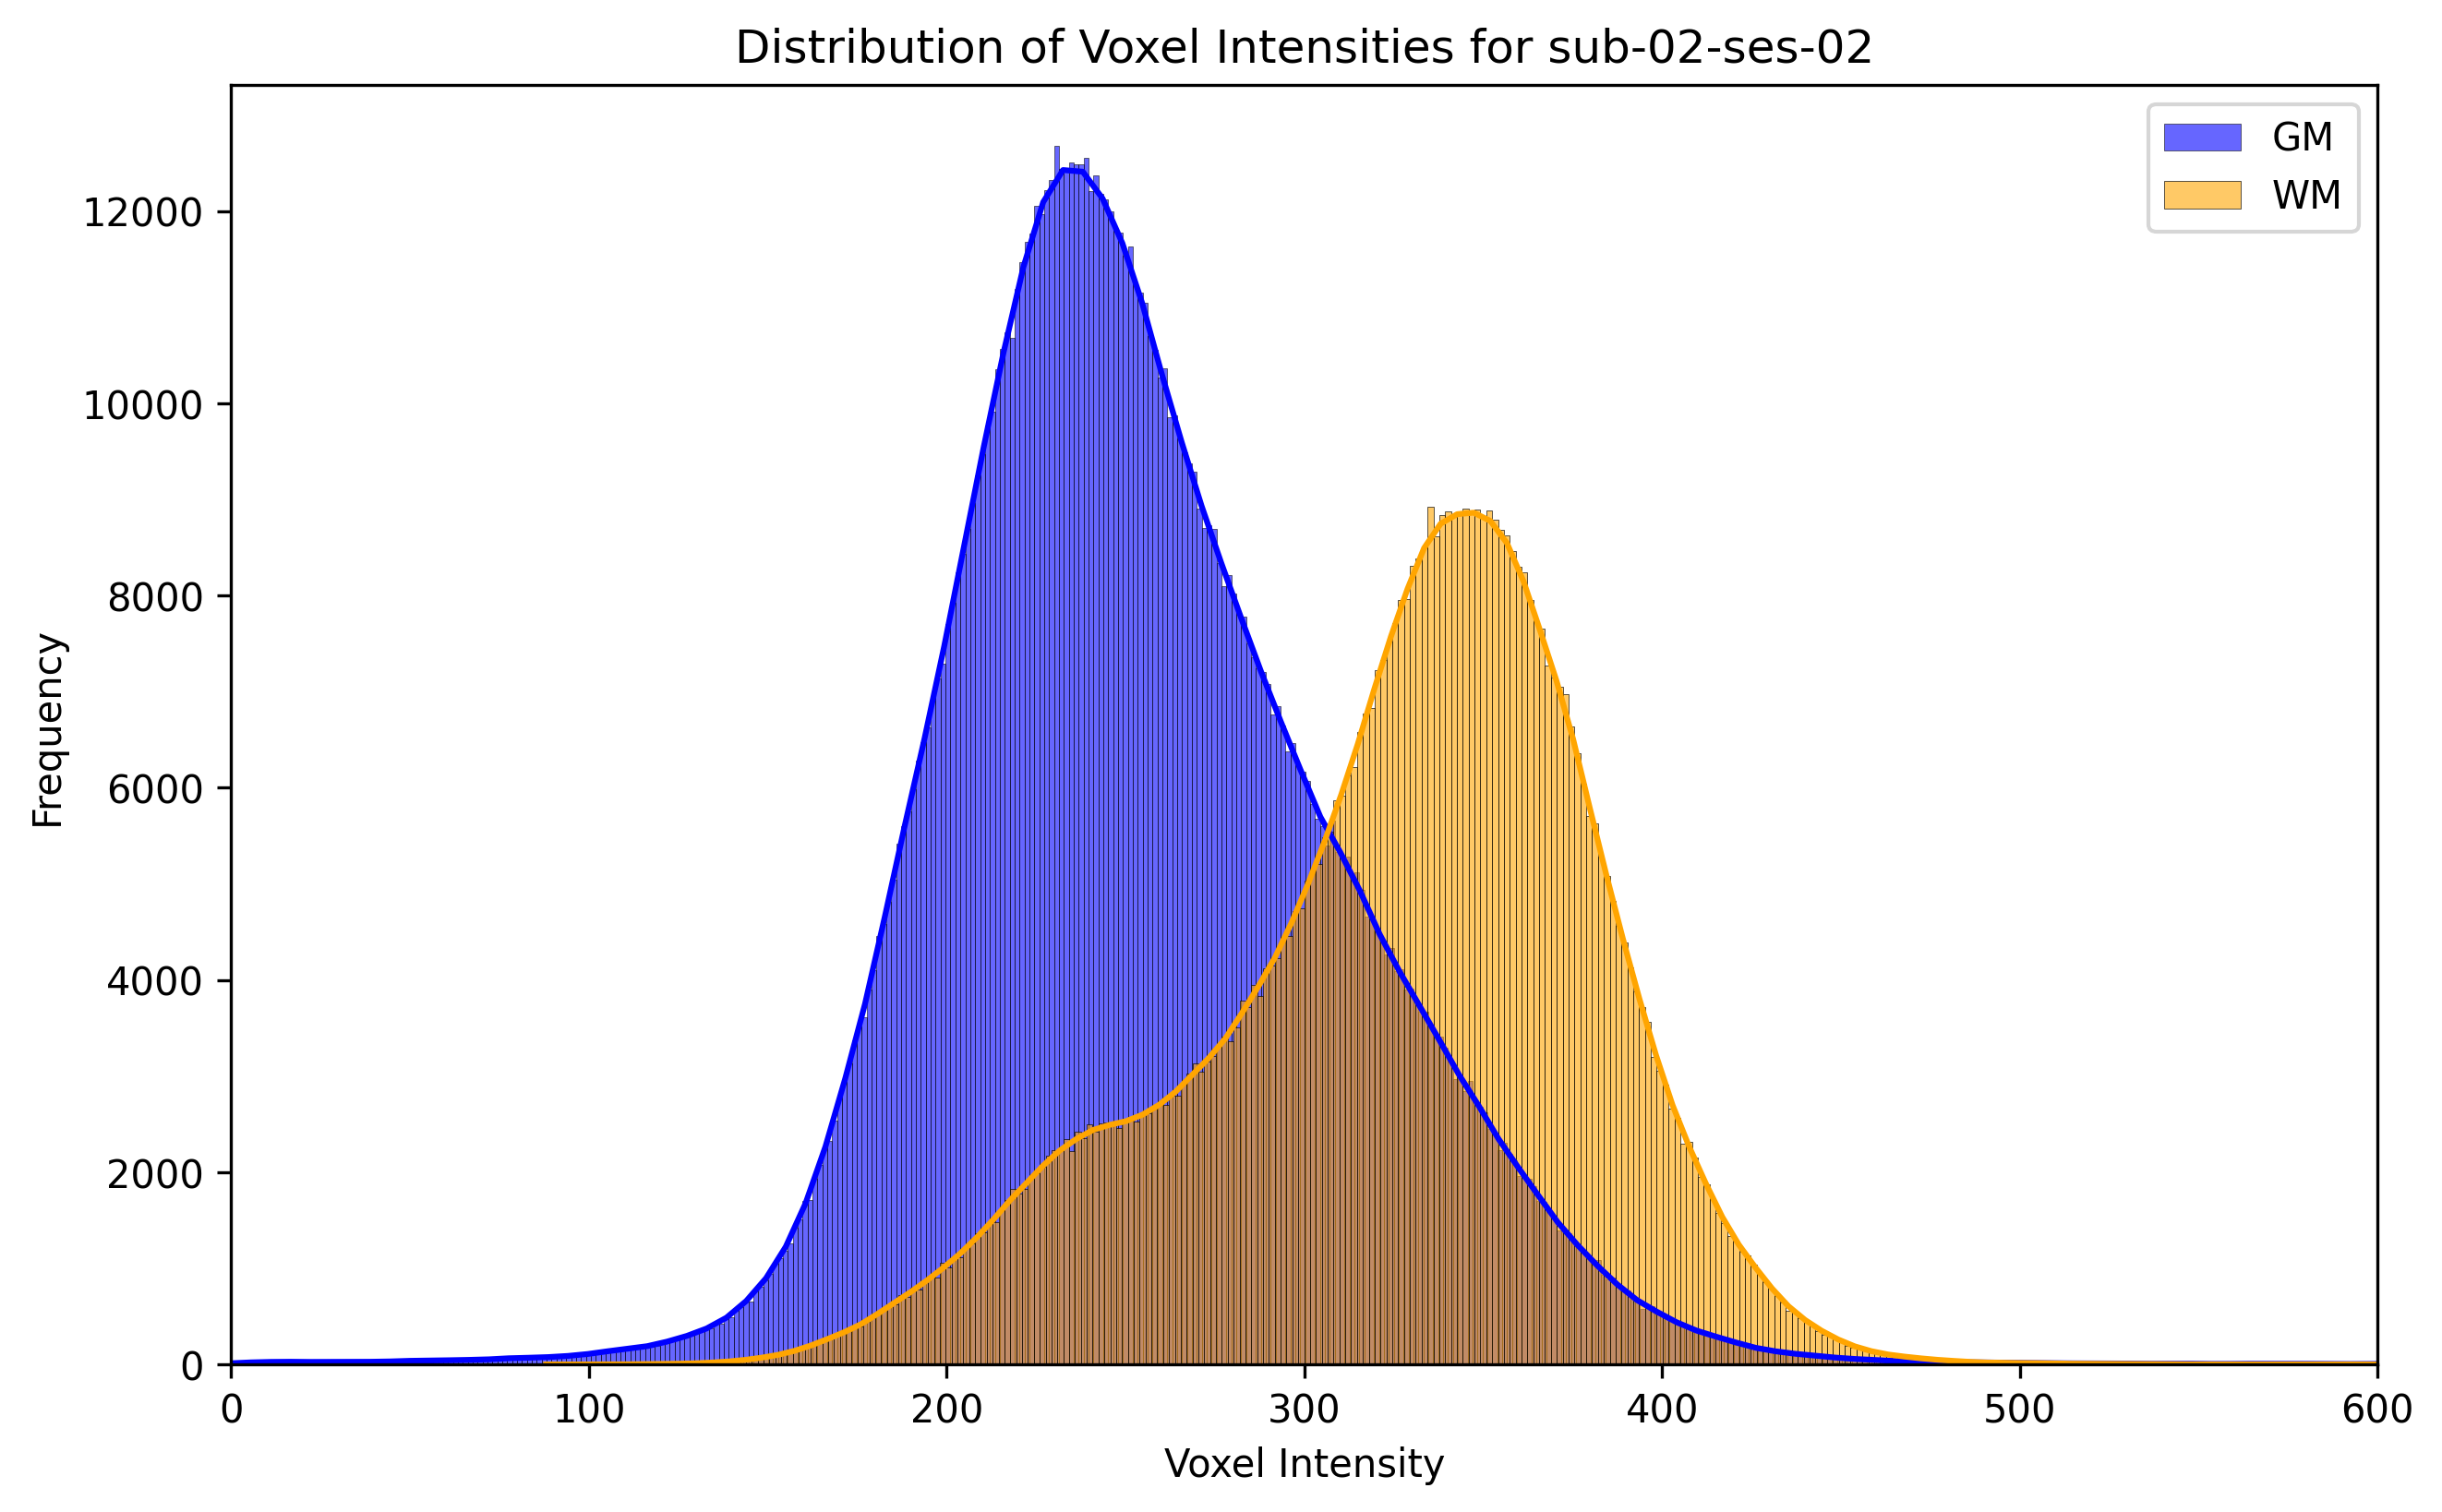 Distribution of Voxel Intensities for sub-02-ses-02
GM
WM
12000
10000
8000
6000
4000
2000
0
Frequency
0 100 200 300 400 500 600
Voxel Intensity